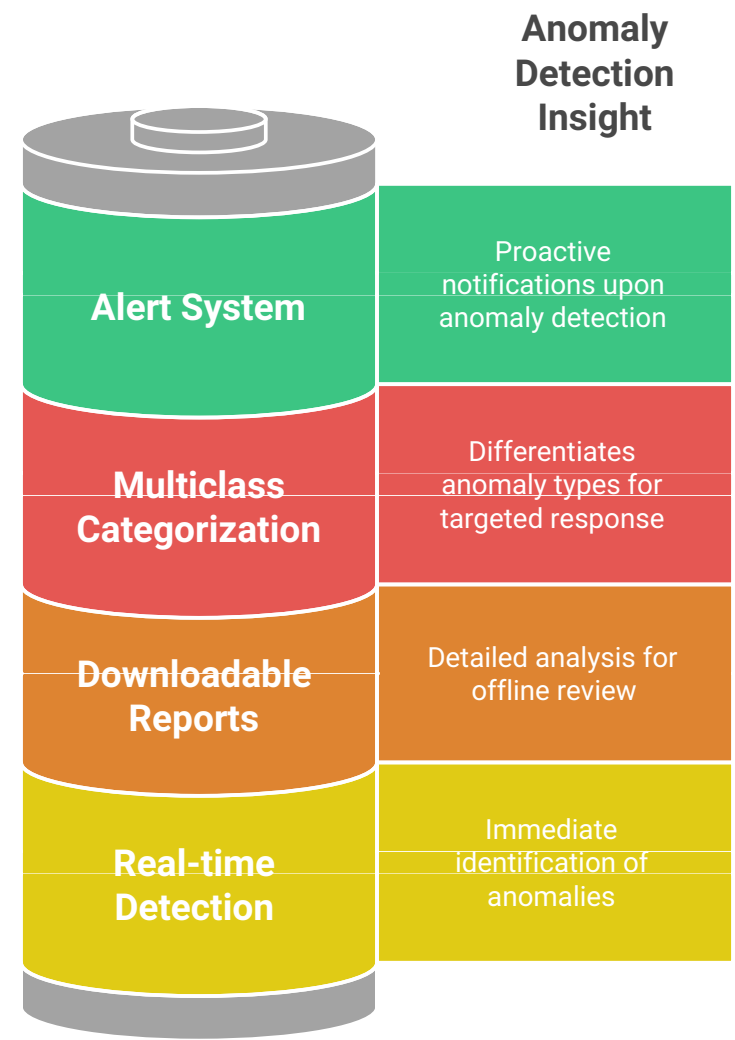 Anomaly
Detection
Insight
Alert System
Proactive
notifications upon
anomaly detection
Multiclass
Categorization
Differentiates
anomaly types for
targeted response
Downloadable
Reports
Detailed analysis for
offline review
Real-time
Detection
Immediate
identification of
anomalies